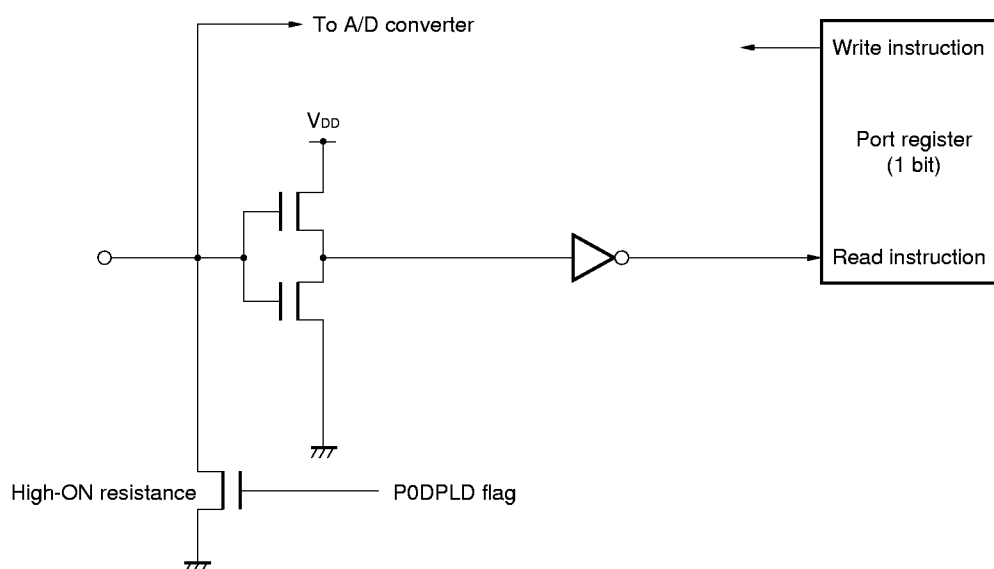 To A/D converter
Write instruction
VDD
Port register
(1 bit)
Read instruction
High-ON resistance
P0DPLD flag